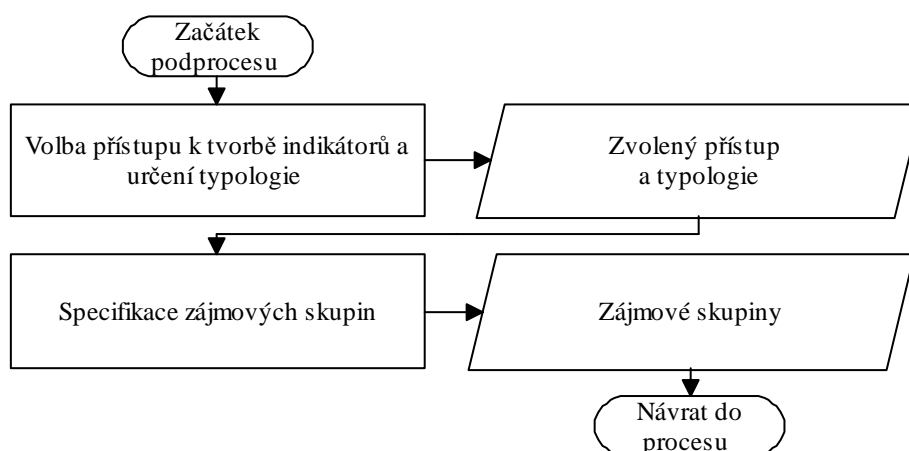 Začátek
podprocesu
Volba přístupu k tvorbě indikátorů a
určení typologie
Zvolený přístup
a typologie
Specifikace zájmových skupin
Zájmové skupiny
Návrat do
procesu